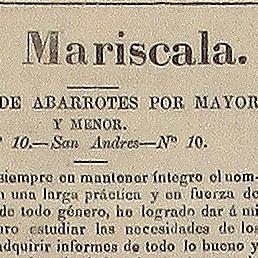 Mariscala.
DE ABARROTES POR MAYOR
Y MENOR.
10.—San Andres—Nº 10.
siempre en mantener íntegro el nom-
n una larga práctica y en fuerza de
de todo género, he logrado dar á mi
ro estudiar las necesidades de los
adquirir informes de todo lo bueno y